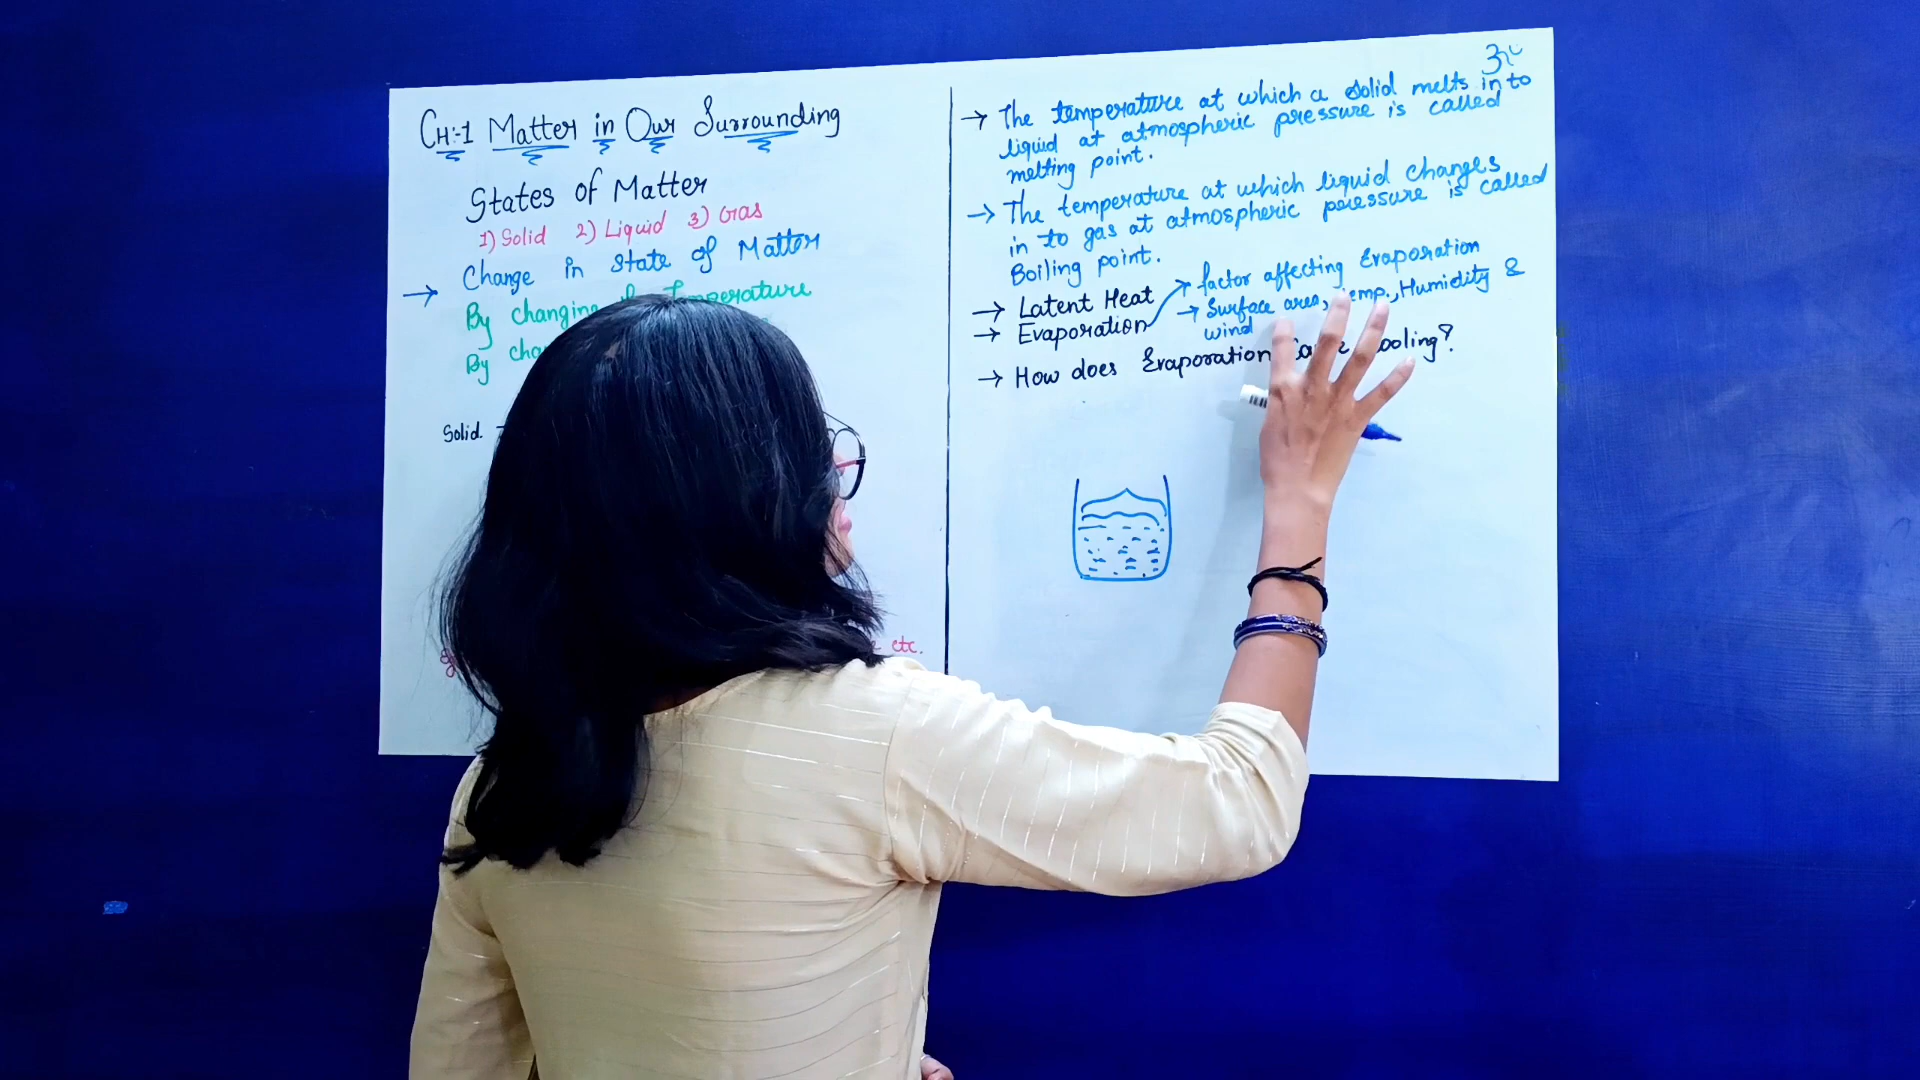 CH:-1 Matter in Our Surrounding
States of Matter
1) Solid 2) Liquid 3) Gas
→ Change in state of Matter
By changing
By
Solid.
etc.
→ The temperature at which a solid melts in to
liquid at atmospheric pressure is called
melting point.
→ The temperature at which liquid changes
in to gas at atmospheric pressure is called
Boiling point.
→ Latent Heat
→ Evaporation
→ factor affecting Evaporation
→ Surface area, temp., Humidity &
wind
→ How does Evaporation cooling?